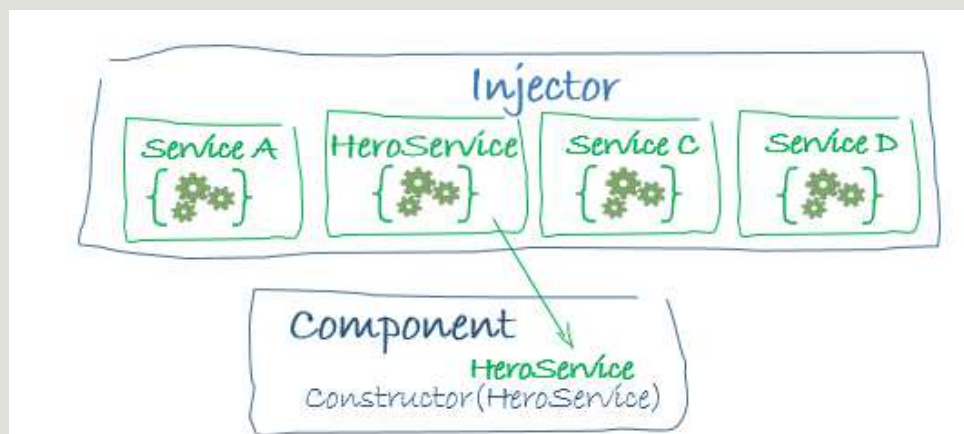 Injector
Service A HeroService Service C Service D
Component
HeroService
Constructor(HeroService)